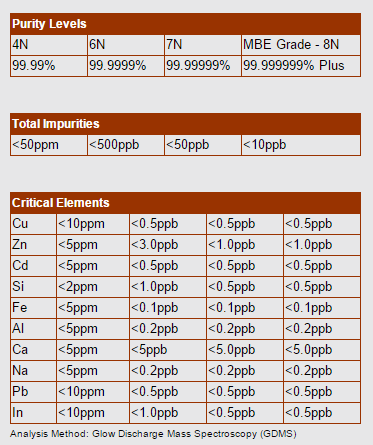 Purity Levels
4N 6N 7N MBE Grade - 8N
99.99% 99.9999% 99.99999% 99.999999% Plus
Total Impurities
<50ppm <500ppb <50ppb <10ppb
Critical Elements
Cu <10ppm <0.5ppb <0.5ppb <0.5ppb
Zn <5ppm <3.0ppb <1.0ppb <1.0ppb
Cd <5ppm <0.5ppb <0.5ppb <0.5ppb
Si <2ppm <1.0ppb <0.5ppb <0.5ppb
Fe <5ppm <0.1ppb <0.1ppb <0.1ppb
Al <5ppm <0.2ppb <0.2ppb <0.2ppb
Ca <5ppm <5ppb <5.0ppb <5.0ppb
Na <5ppm <0.2ppb <0.2ppb <0.2ppb
Pb <10ppm <0.5ppb <0.5ppb <0.5ppb
In <10ppm <1.0ppb <0.5ppb <0.5ppb
Analysis Method: Glow Discharge Mass Spectroscopy (GDMS)